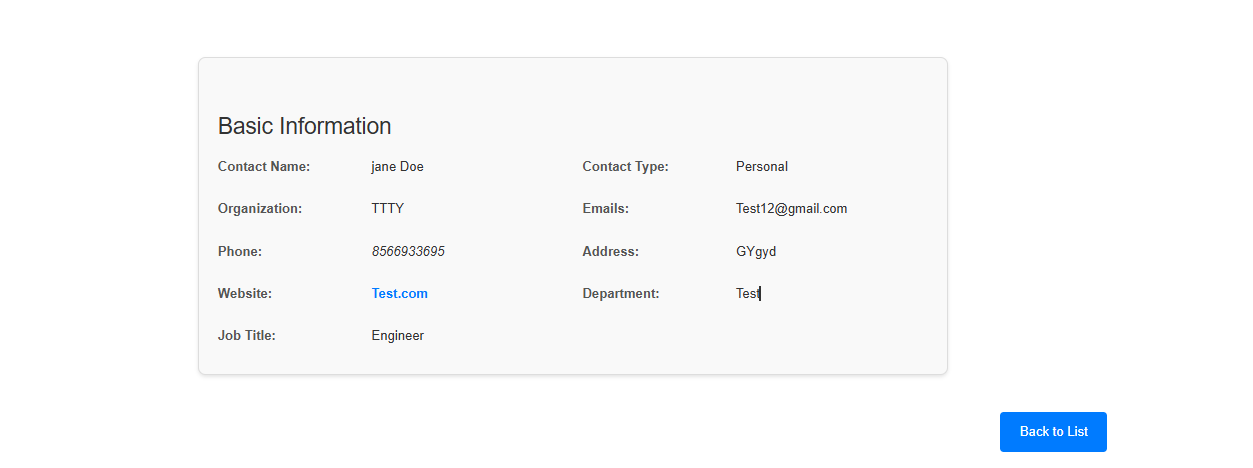 Basic Information
Contact Name: jane Doe Contact Type: Personal
Organization: TTTY Emails: Test12@gmail.com
Phone: 8566933695 Address: GYgyd
Website: Test.com Department: Test
Job Title: Engineer
Back to List